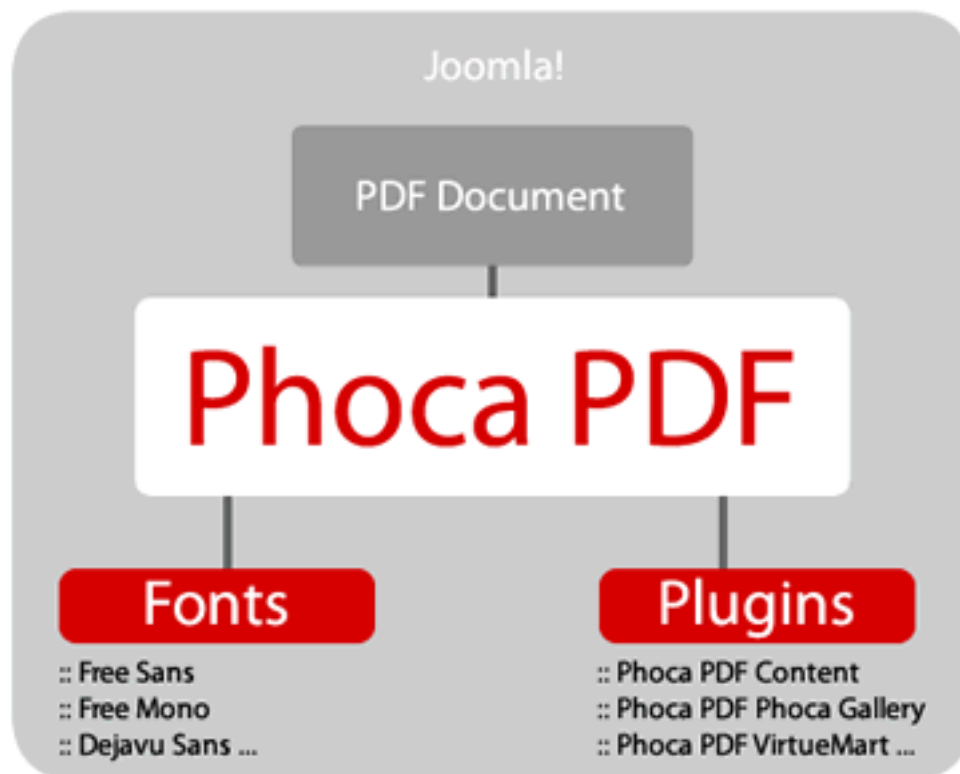 Joomla!
PDF Document
Phoca PDF
Fonts
:: Free Sans
:: Free Mono
:: Dejavu Sans ...
Plugins
:: Phoca PDF Content
:: Phoca PDF Phoca Gallery
:: Phoca PDF VirtueMart ...